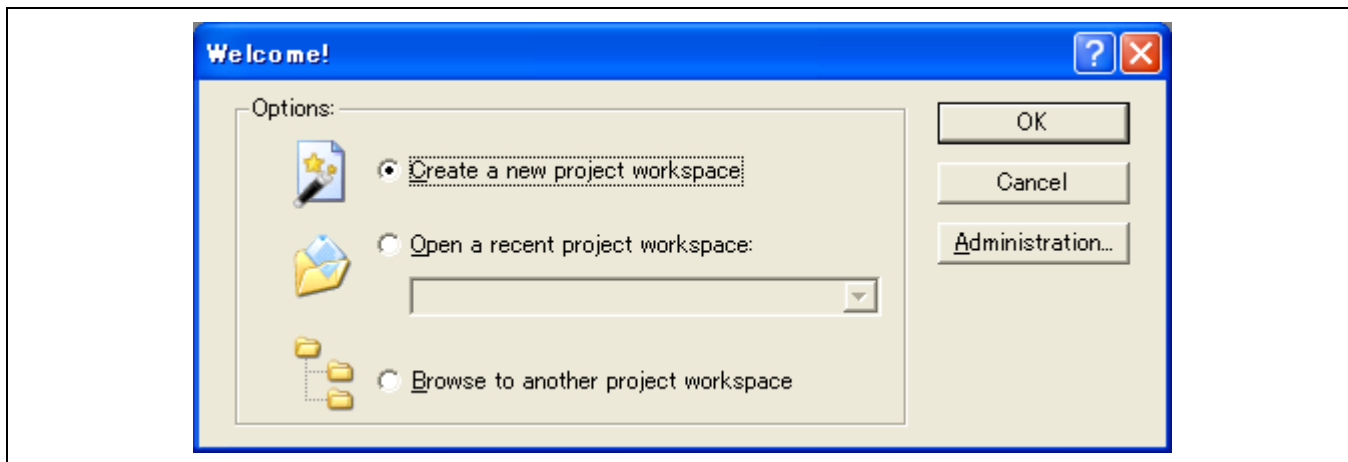 Welcome!
Options:
Create a new project workspace
Open a recent project workspace:
Browse to another project workspace
OK
Cancel
Administration...